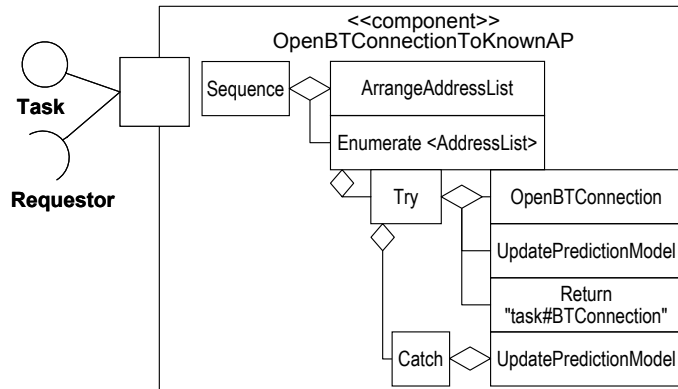 <<component>>
OpenBTConnectionToKnownAP
Task
Requestor
Sequence
ArrangeAddressList
Enumerate <AddressList>
Try
OpenBTConnection
UpdatePredictionModel
Return
"task#BTConnection"
Catch
UpdatePredictionModel